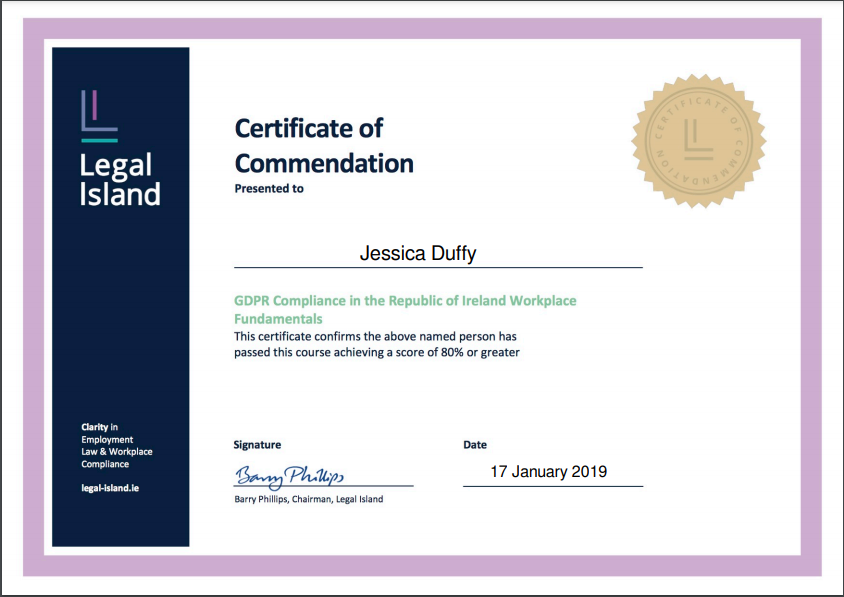 Legal
Island
Certificate of
Commendation
Presented to
CERTIFICATE OF COMMENDATION
Jessica Duffy
GDPR Compliance in the Republic of Ireland Workplace
Fundamentals
This certificate confirms the above named person has
passed this course achieving a score of 80% or greater
Clarity in
Employment
Law & Workplace
Compliance
legal-island.ie
Signature
Barry Phillips
Barry Phillips, Chairman, Legal Island
Date
17 January 2019